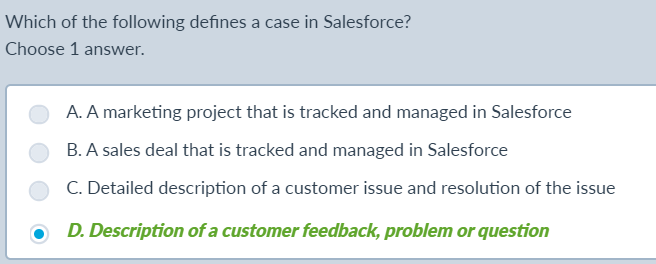 Which of the following defines a case in Salesforce?
Choose 1 answer.
A. A marketing project that is tracked and managed in Salesforce
B. A sales deal that is tracked and managed in Salesforce
C. Detailed description of a customer issue and resolution of the issue
D. Description of a customer feedback, problem or question